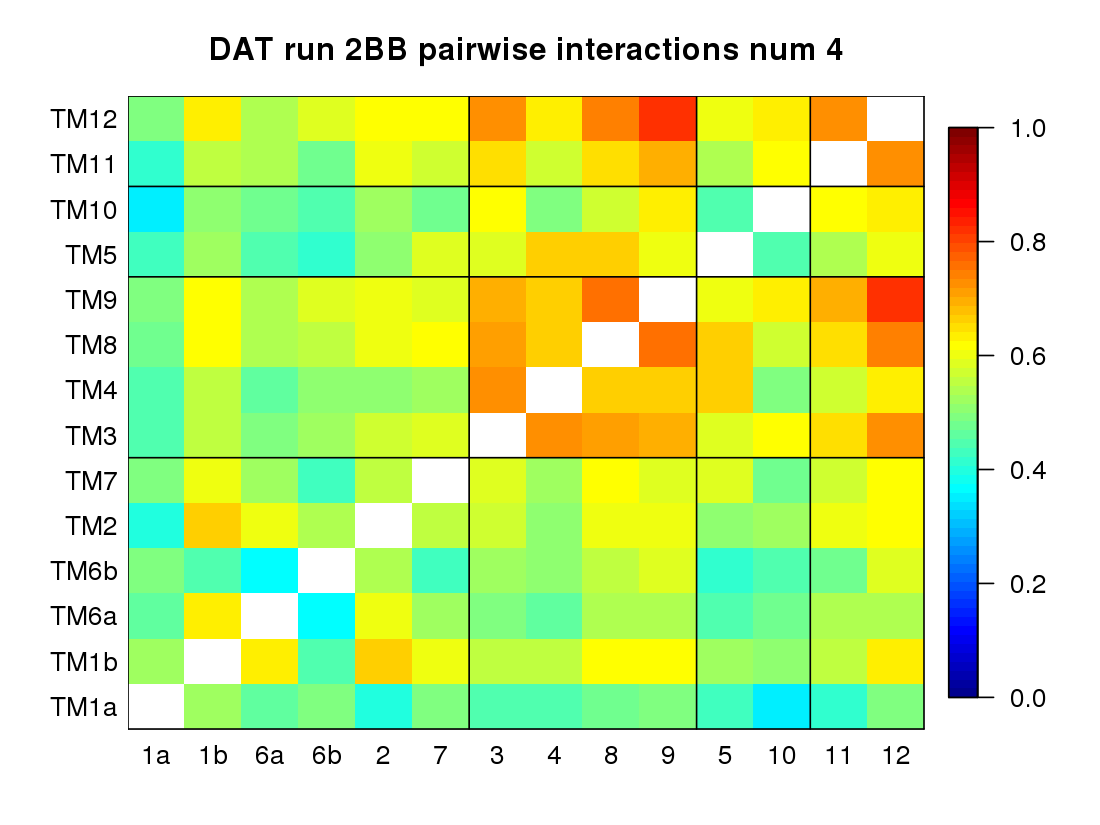 DAT run 2BB pairwise interactions num 4
TM12
TM11
TM10
TM5
TM9
TM8
TM4
TM3
TM7
TM2
TM6b
TM6a
TM1b
TM1a
1a 1b 6a 6b 2 7 3 4 8 9 5 10 11 12
1.0
0.8
0.6
0.4
0.2
0.0